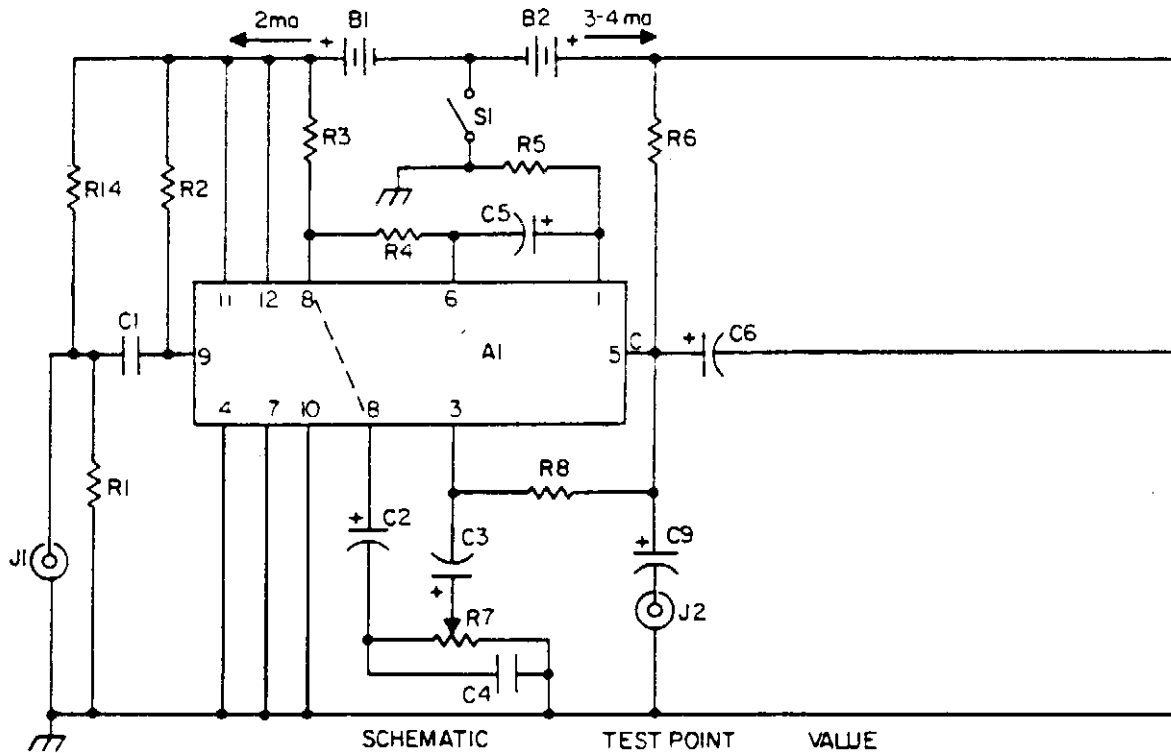 2ma + B1 B2 + 3-4 ma
S1
R3 R5 R6
R14 R2
C5 +
R4
11 12 8 6 1
C1
9 A1 5 C + C6
4 7 10 8 3
R8
R1
+ C2 C3 + C9
J1
+ R7 J2
C4
SCHEMATIC TEST POINT VALUE